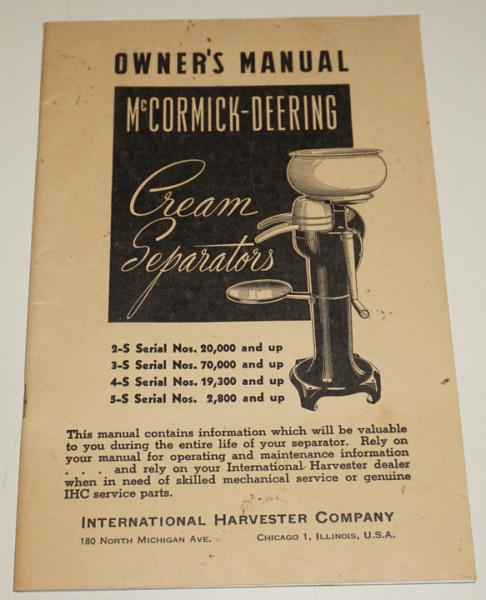 OWNER'S MANUAL
McCORMICK-DEERING
Cream
Separators
2-S Serial Nos. 20,000 and up
3-S Serial Nos. 70,000 and up
4-S Serial Nos. 19,300 and up
5-S Serial Nos. 2,800 and up
This manual contains information which will be valuable
to you during the entire life of your separator. Rely on
your manual for operating and maintenance information
. . . . and rely on your International Harvester dealer
when in need of skilled mechanical service or genuine
IHC service parts.
INTERNATIONAL HARVESTER COMPANY
180 NORTH MICHIGAN AVE. CHICAGO 1, ILLINOIS, U.S.A.